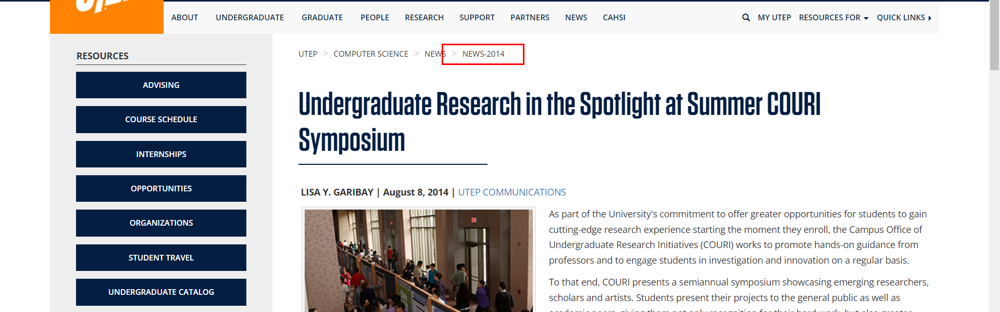 ABOUT UNDERGRADUATE GRADUATE PEOPLE RESEARCH SUPPORT PARTNERS NEWS CAHSI MY UTEP RESOURCES FOR QUICK LINKS
RESOURCES
ADVISING
COURSE SCHEDULE
INTERNSHIPS
OPPORTUNITIES
ORGANIZATIONS
STUDENT TRAVEL
UNDERGRADUATE CATALOG
UTEP > COMPUTER SCIENCE > NEWS > NEWS-2014
Undergraduate Research in the Spotlight at Summer COURI
Symposium
LISA Y. GARIBAY | August 8, 2014 | UTEP COMMUNICATIONS
As part of the University's commitment to offer greater opportunities for students to gain
cutting-edge research experience starting the moment they enroll, the Campus Office of
Undergraduate Research Initiatives (COURI) works to promote hands-on guidance from
professors and to engage students in investigation and innovation on a regular basis.
To that end, COURI presents a semiannual symposium showcasing emerging researchers,
scholars and artists. Students present their projects to the general public as well as